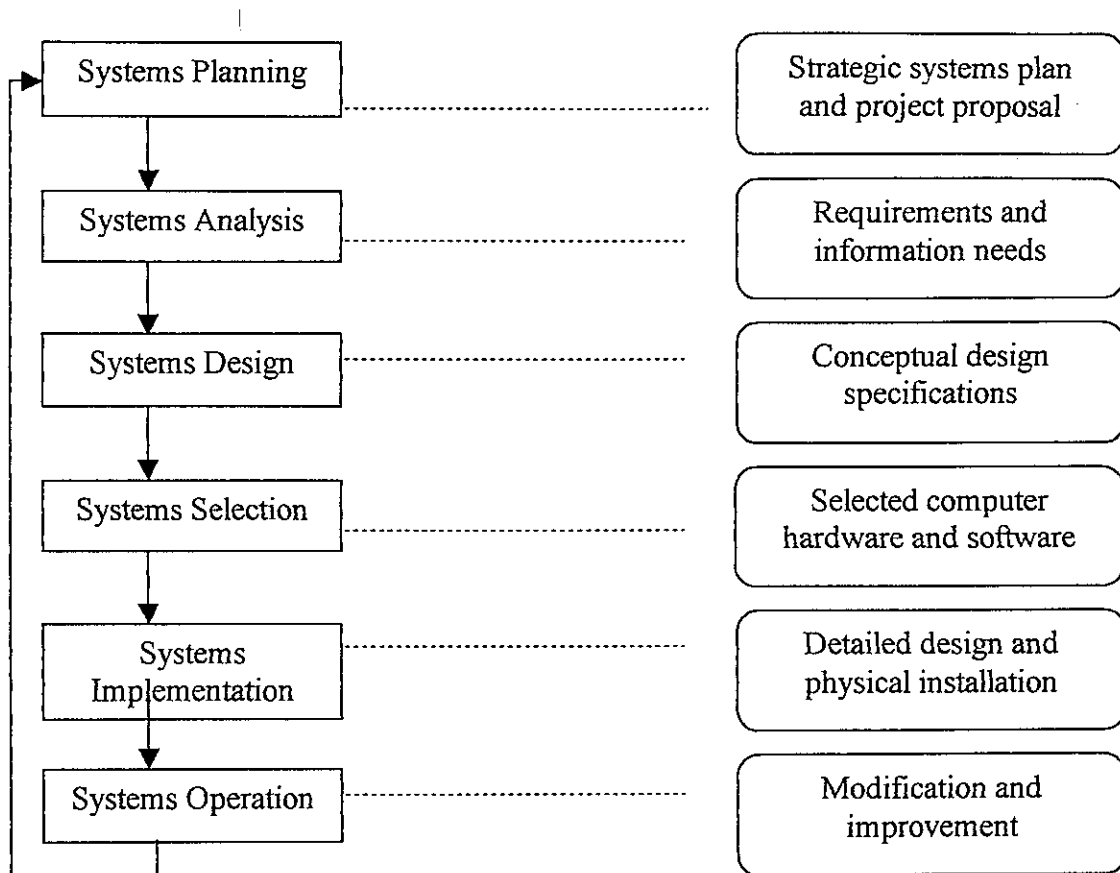 Systems Planning
Strategic systems plan
and project proposal
Systems Analysis
Requirements and
information needs
Systems Design
Conceptual design
specifications
Systems Selection
Selected computer
hardware and software
Systems
Implementation
Detailed design and
physical installation
Systems Operation
Modification and
improvement